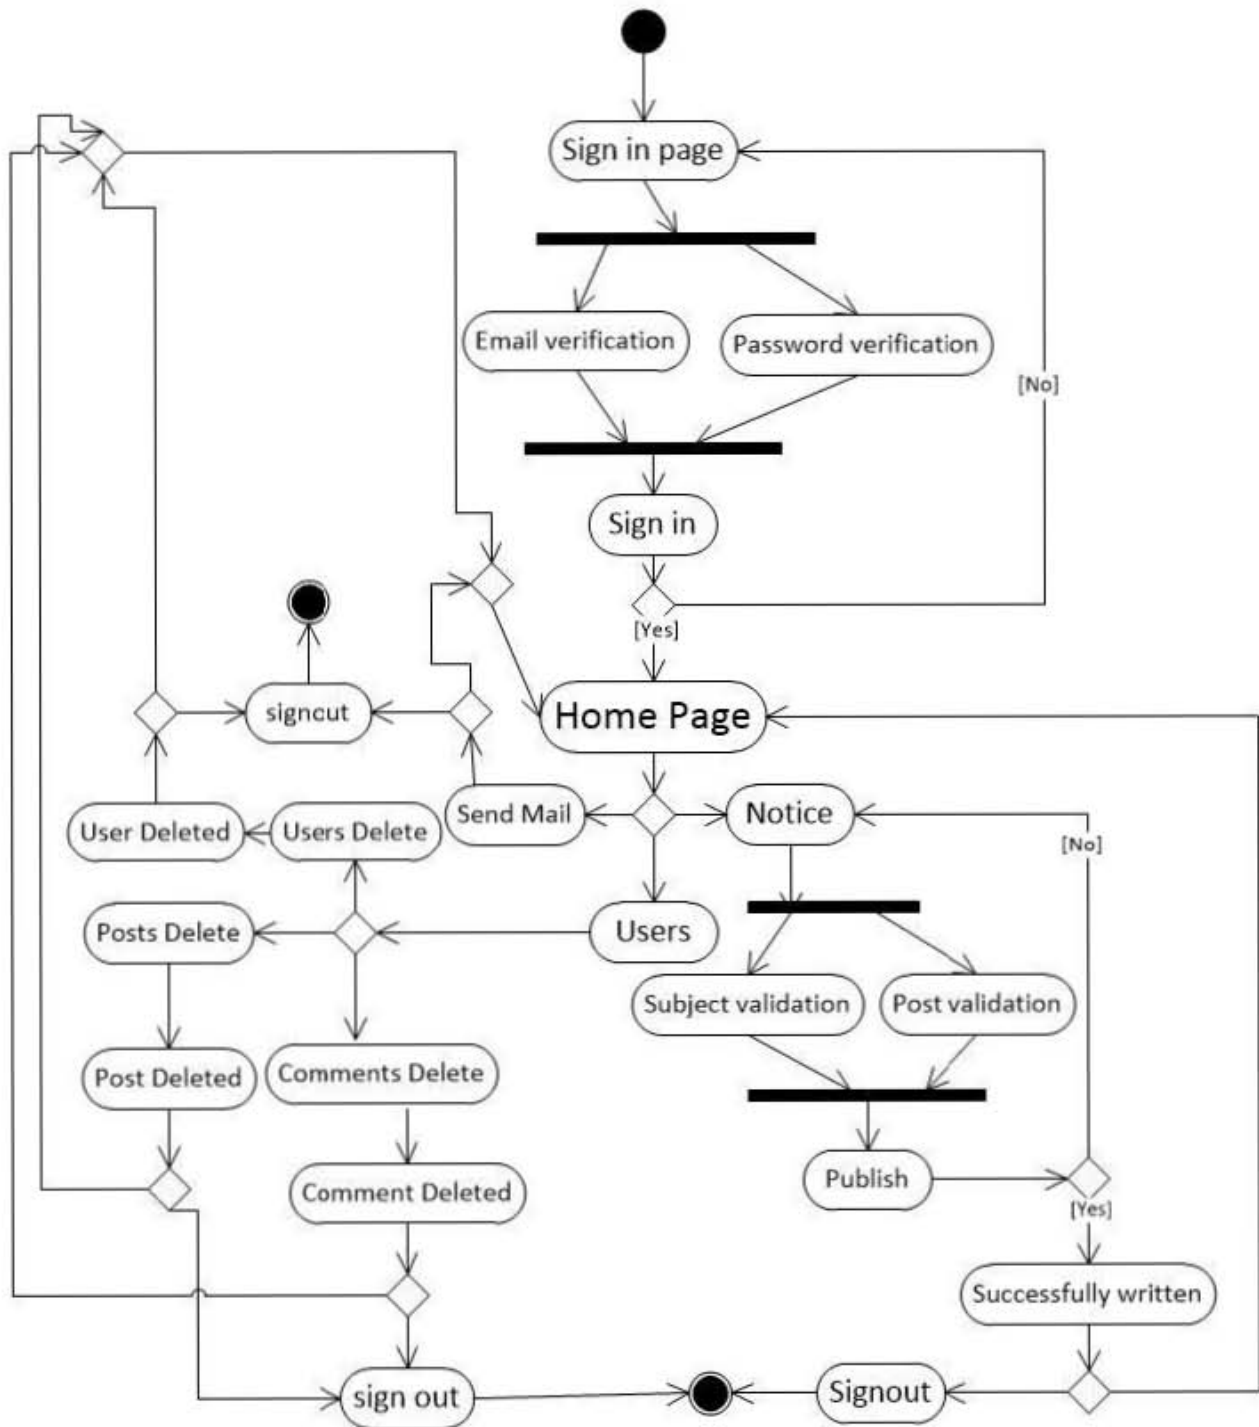 Sign in page
Email verification
Password verification
[No]
Sign in
[Yes]
signcut
Home Page
User Deleted
Users Delete
Send Mail
Notice
[No]
Posts Delete
Users
Subject validation
Post validation
Post Deleted
Comments Delete
Publish
Comment Deleted
[Yes]
Successfully written
sign out
Signout